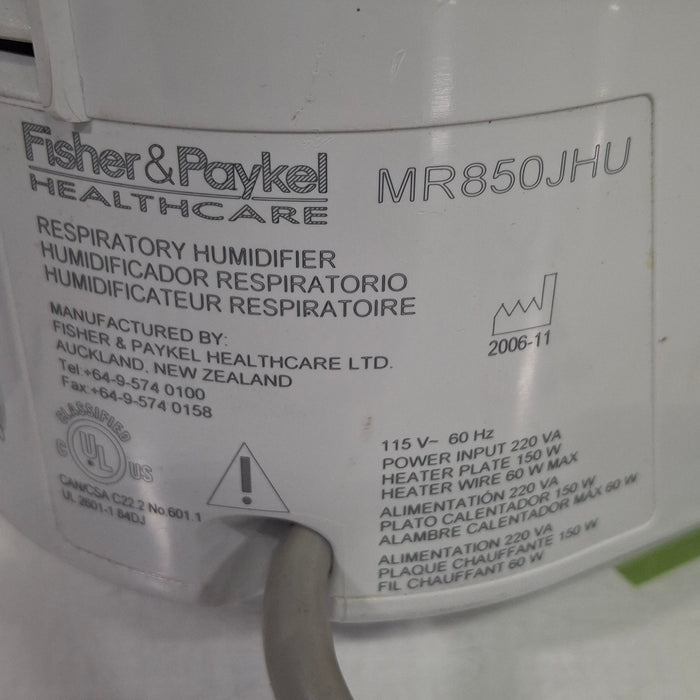 Fisher & Paykel
HEALTHCARE
MR850JHU
RESPIRATORY HUMIDIFIER
HUMIDIFICADOR RESPIRATORIO
HUMIDIFICATEUR RESPIRATOIRE
2006-11
MANUFACTURED BY:
FISHER & PAYKEL HEALTHCARE LTD.
AUCKLAND, NEW ZEALAND
Tel:+64-9-574 0100
Fax:+64-9-574 0158
CLASSIFIED
C UL US
CAN/CSA C22.2 No 601.1
UL 2601-1 84DJ
115 V~ 60 Hz
POWER INPUT 220 VA
HEATER PLATE 150 W
HEATER WIRE 60 W MAX
ALIMENTATIÓN 220 VA
PLATO CALENTADOR 150 W
ALAMBRE CALENTADOR MÁX 60 W
ALIMENTATION 220 VA
PLAQUE CHAUFFANTE 150 W
FIL CHAUFFANT 60 W